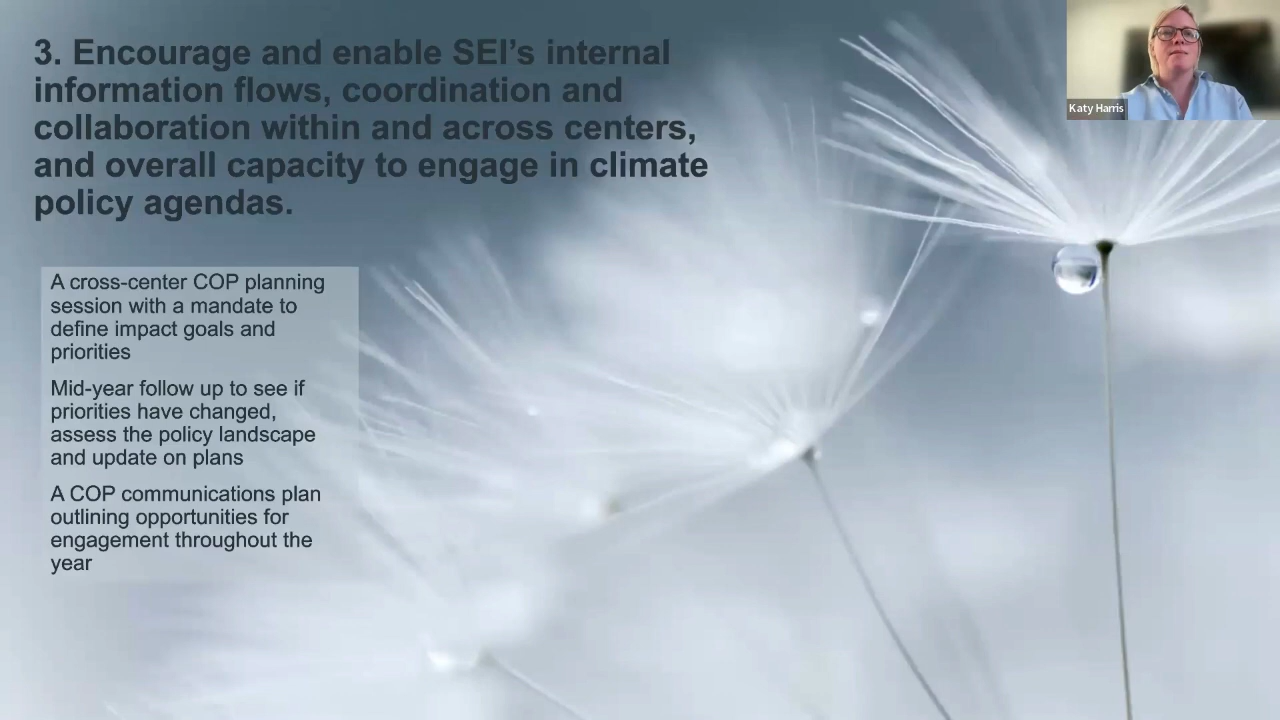 3. Encourage and enable SEI’s internal
information flows, coordination and
collaboration within and across centers,
and overall capacity to engage in climate
policy agendas.
Katy Harris
A cross-center COP planning
session with a mandate to
define impact goals and
priorities
Mid-year follow up to see if
priorities have changed,
assess the policy landscape
and update on plans
A COP communications plan
outlining opportunities for
engagement throughout the
year